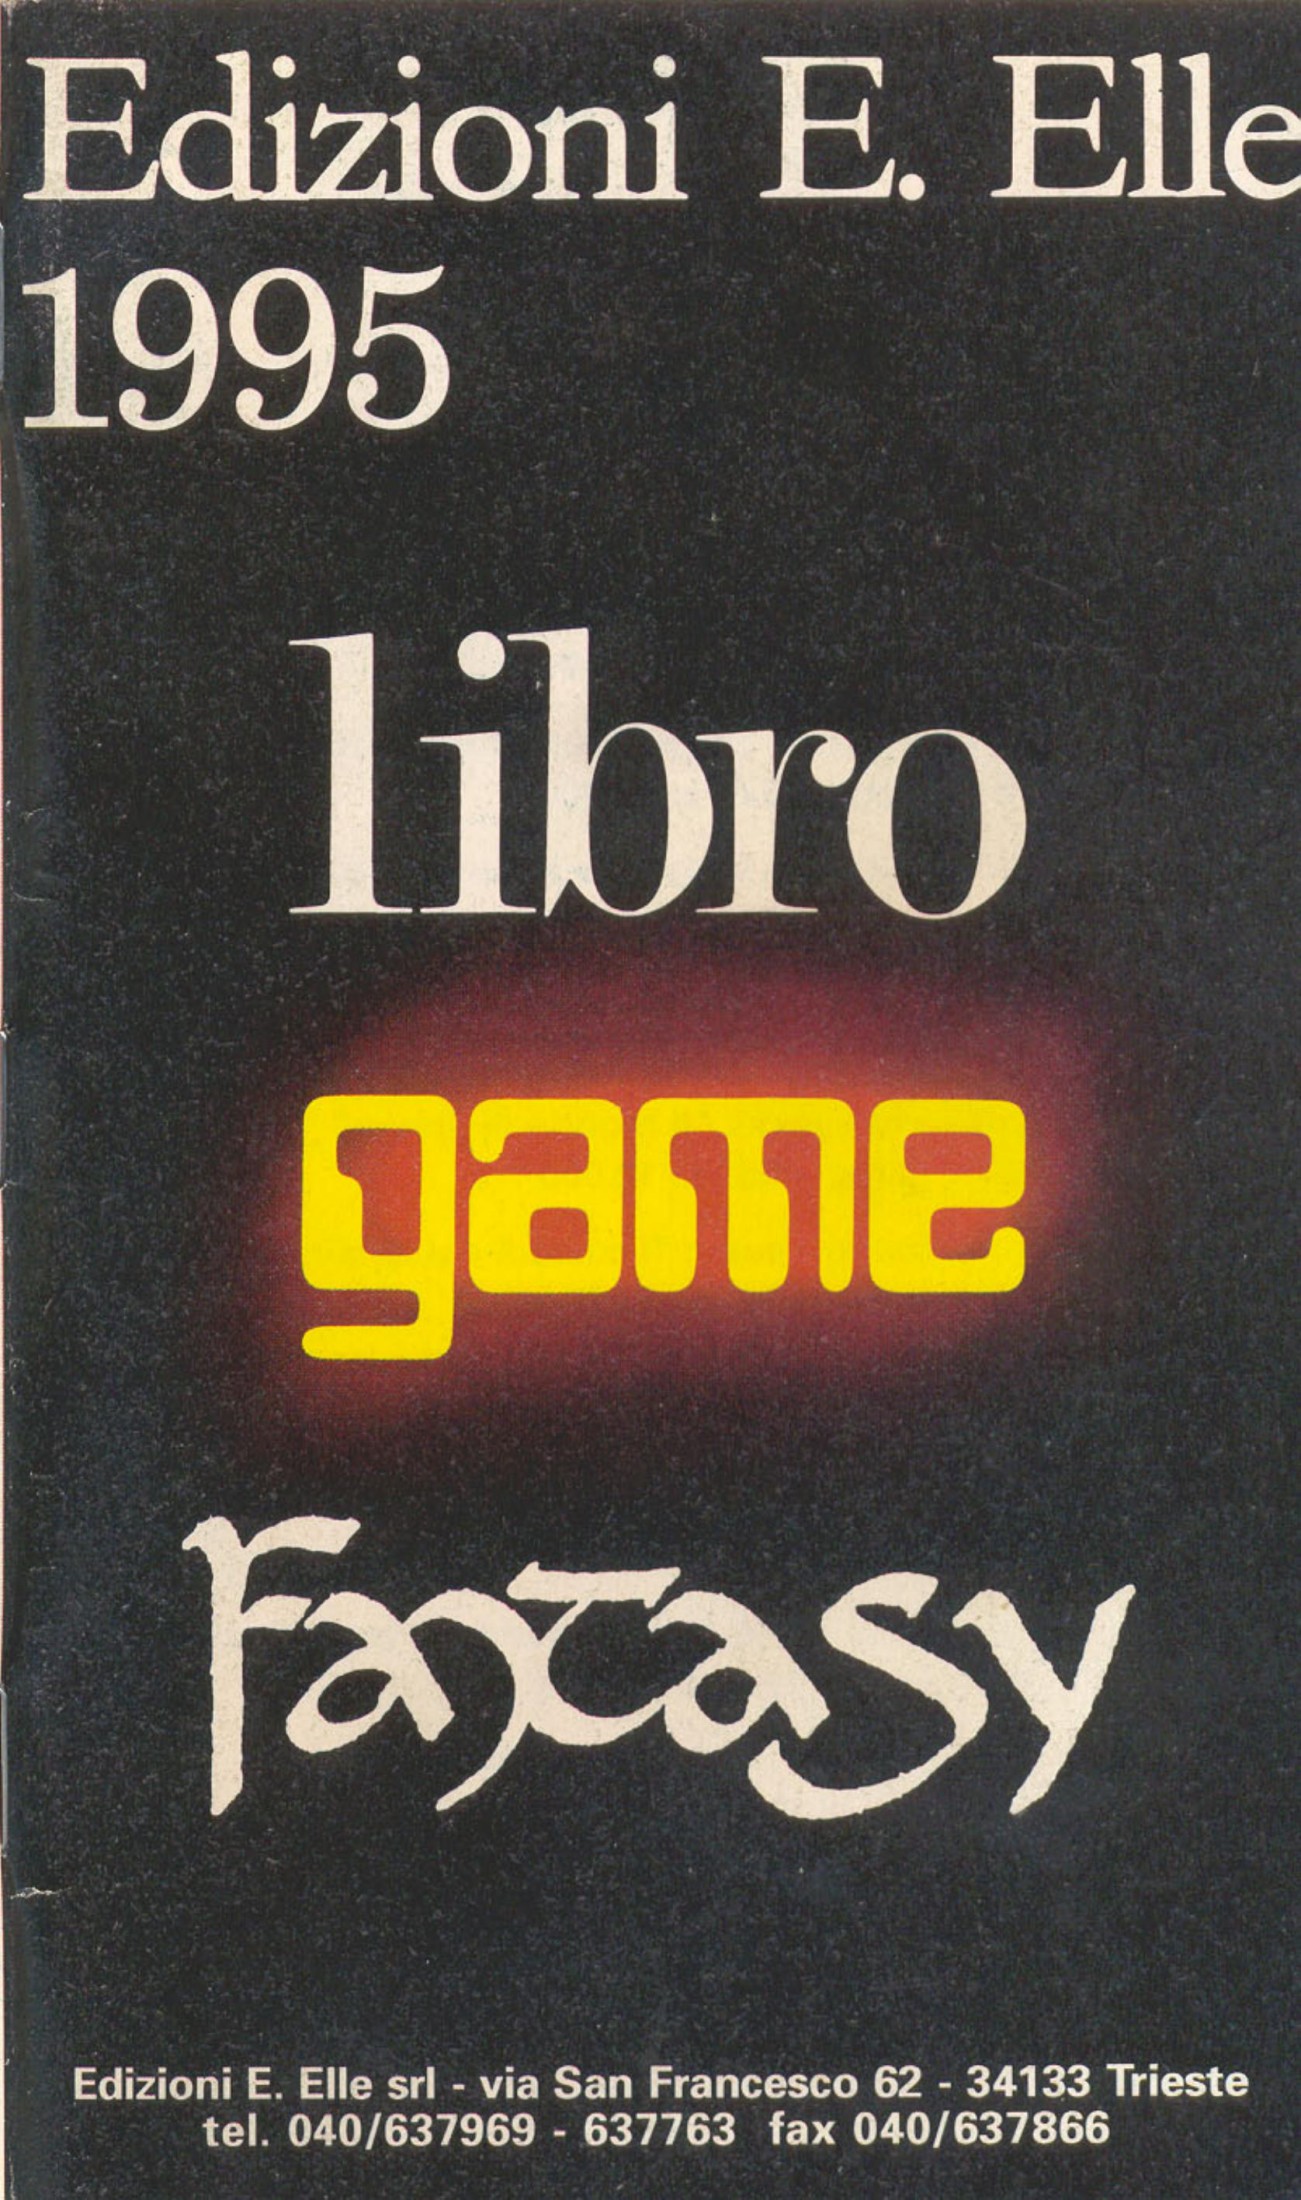 Edizioni E. Elle
1995
libro
game
Fantasy
Edizioni E. Elle srl - via San Francesco 62 - 34133 Trieste
tel. 040/637969 - 637763 fax 040/637866